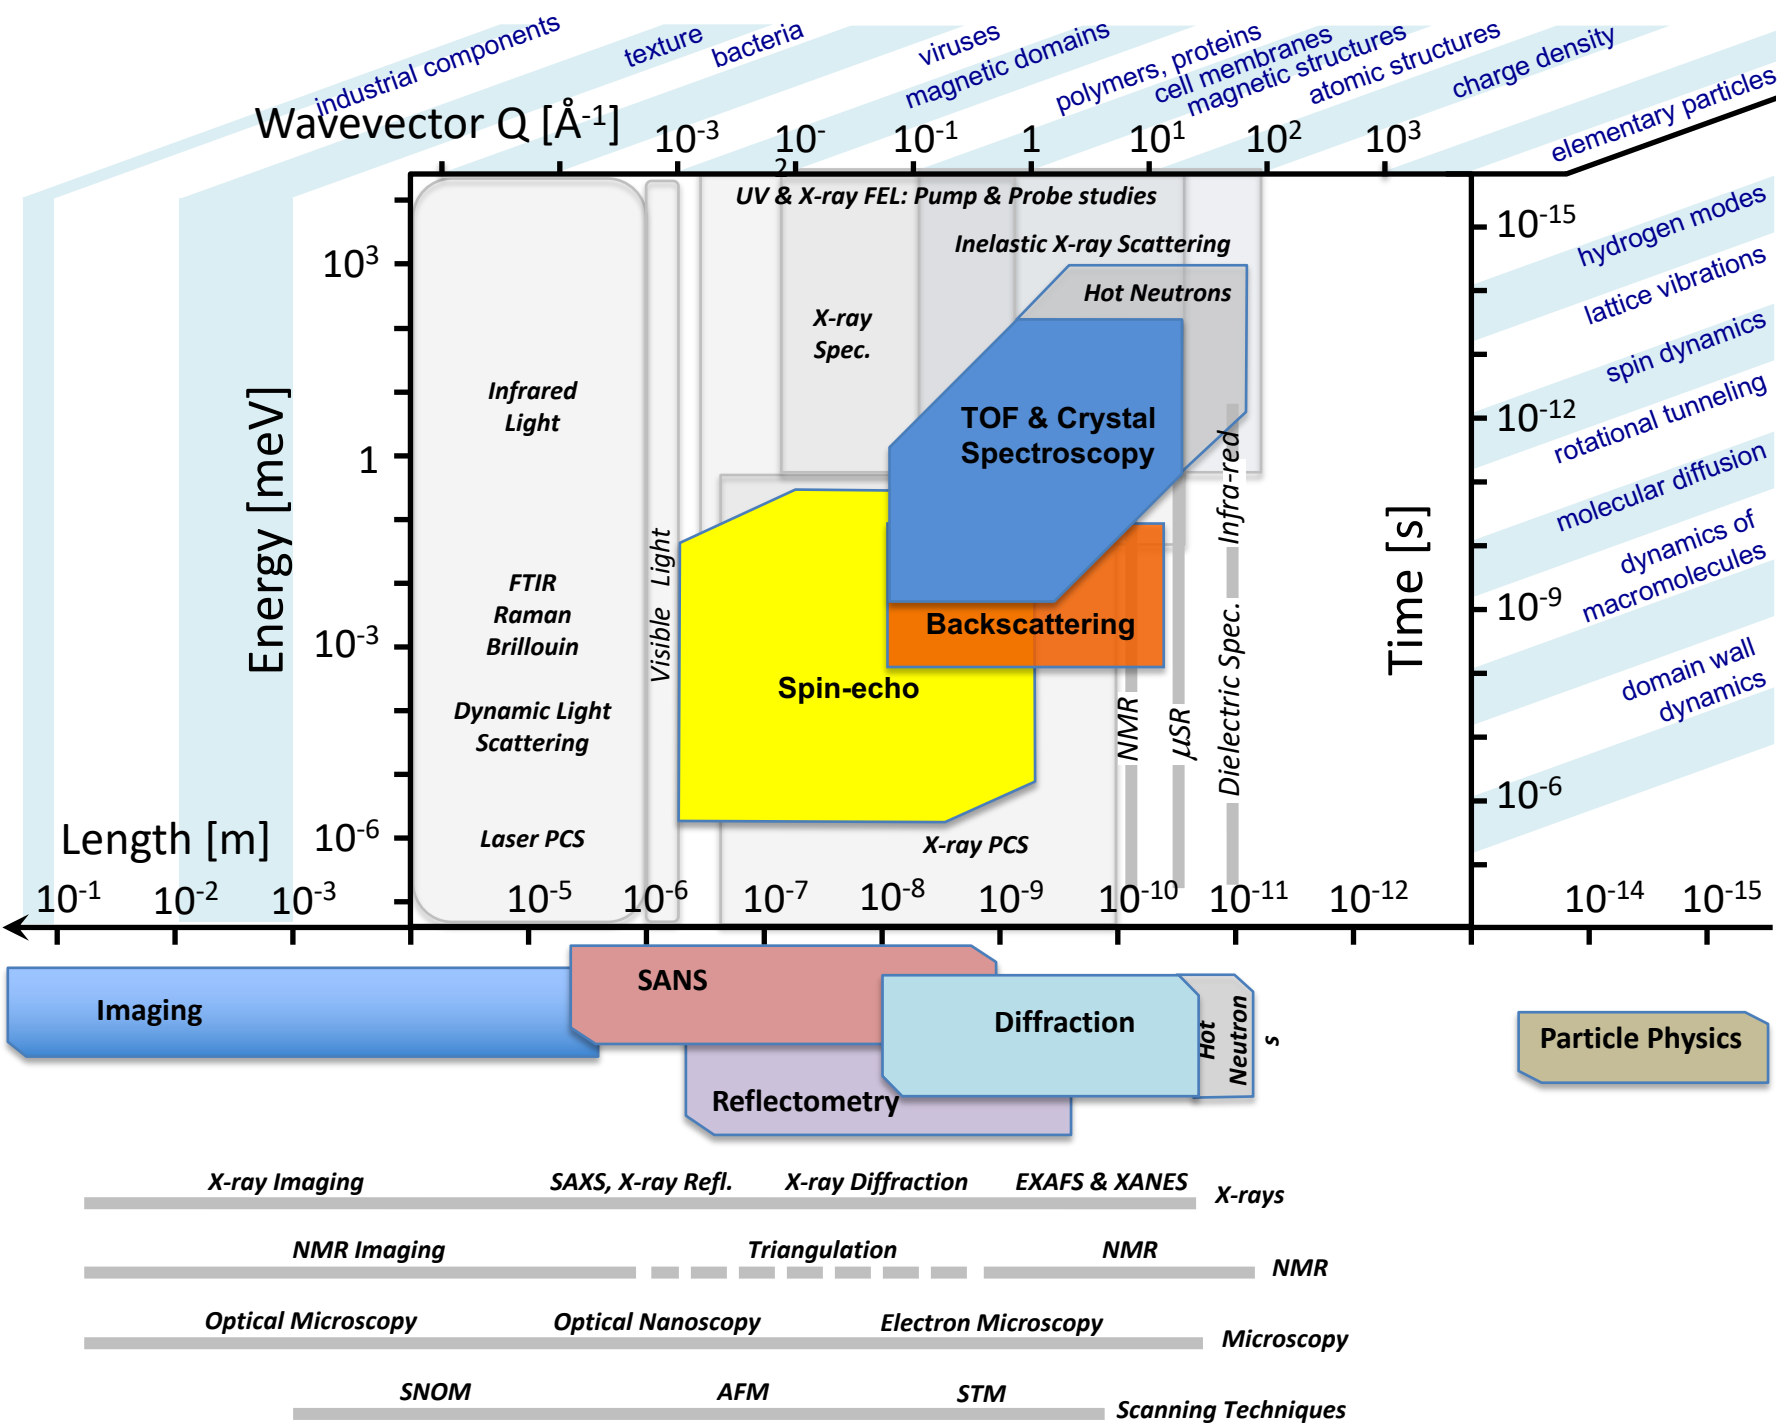 industrial components
texture
bacteria
viruses
magnetic domains
polymers, proteins
cell membranes
magnetic structures
atomic structures
charge density
elementary particles
Wavevector Q [Å-1]
10-3
10-2
10-1
1
101
102
103
UV & X-ray FEL: Pump & Probe studies
Inelastic X-ray Scattering
Hot Neutrons
X-ray
Spec.
Infrared
Light
TOF & Crystal
Spectroscopy
FTIR
Raman
Brillouin
Visible Light
Backscattering
Spin-echo
Dynamic Light
Scattering
Laser PCS
X-ray PCS
NMR
µSR
Dielectric Spec. Infra-red
Energy [meV]
103
1
10-3
10-6
Time [s]
10-15
10-12
10-9
10-6
hydrogen modes
lattice vibrations
spin dynamics
rotational tunneling
molecular diffusion
dynamics of
macromolecules
domain wall
dynamics
Length [m]
10-1
10-2
10-3
10-5
10-6
10-7
10-8
10-9
10-10
10-11
10-12
10-14
10-15
Imaging
SANS
Diffraction
Hot
Neutron
s
Reflectometry
Particle Physics
X-ray Imaging
SAXS, X-ray Refl.
X-ray Diffraction
EXAFS & XANES
X-rays
NMR Imaging
Triangulation
NMR
NMR
Optical Microscopy
Optical Nanoscopy
Electron Microscopy
Microscopy
SNOM
AFM
STM
Scanning Techniques